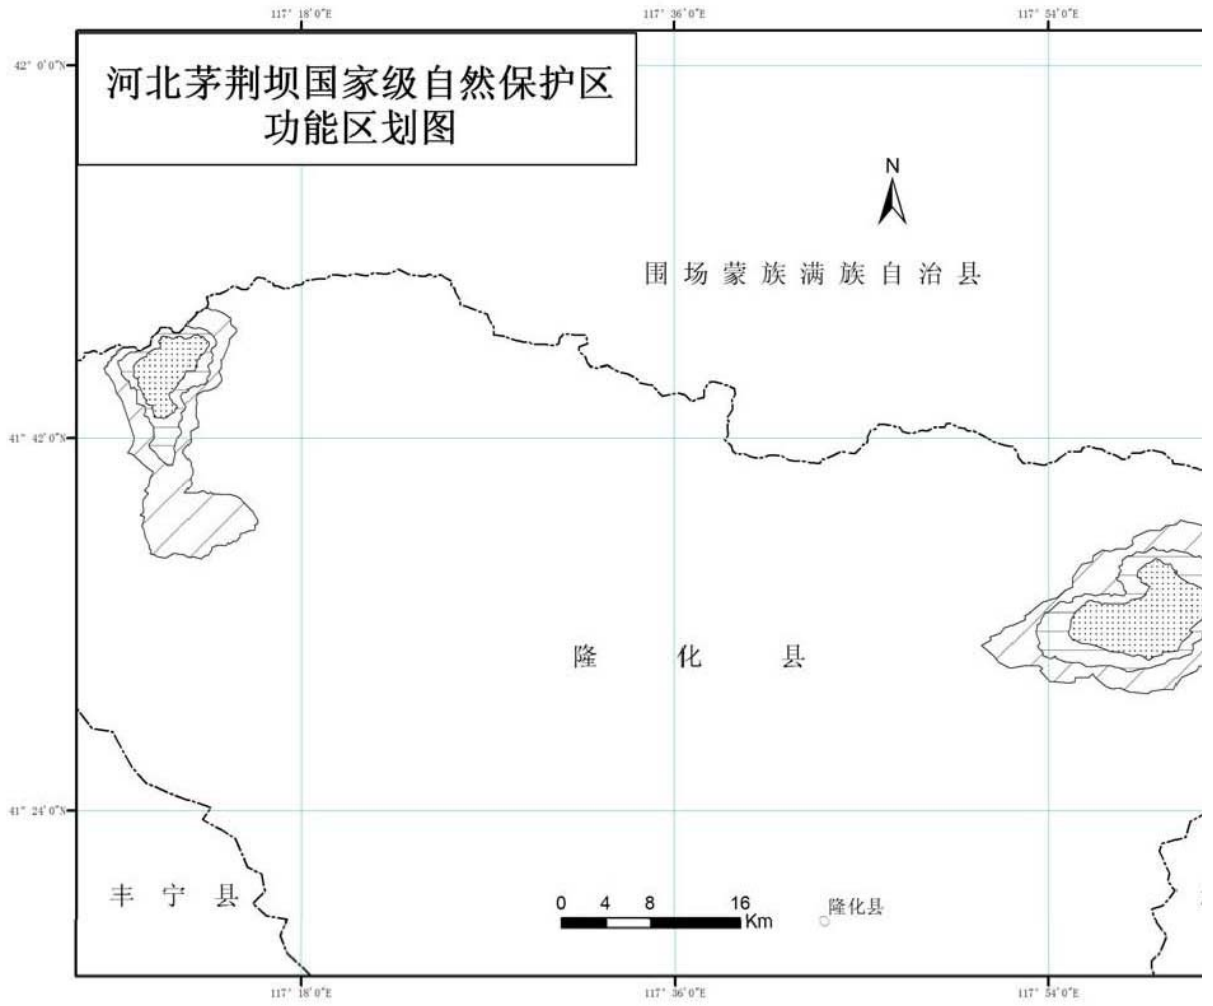 117° 18′0″E
117° 36′0″E
117° 54′0″E
42° 0′0″N
河北茅荆坝国家级自然保护区
功能区划图
N
围场蒙族满族自治县
41° 42′0″N
隆化县
41° 24′0″N
丰宁县
0 4 8 16
Km
隆化县
117° 18′0″E
117° 36′0″E
117° 54′0″E